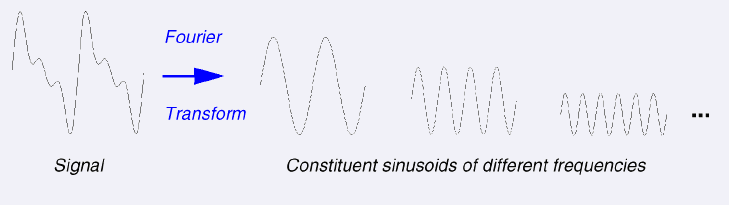 Fourier
Transform
...
Signal
Constituent sinusoids of different frequencies